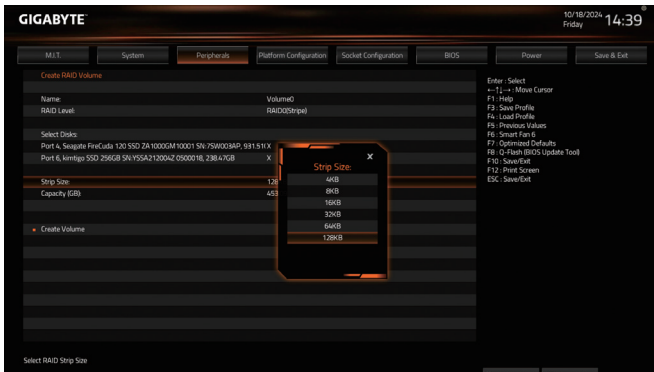 GIGABYTE™
10/18/2024
Friday
14:39
M.I.T.
System
Peripherals
Platform Configuration
Socket Configuration
BIOS
Power
Save & Exit
Create RAID Volume
Name: Volume0
RAID Level: RAID0(Stripe)
Select Disks:
Port 4, Seagate FireCuda 120 SSD ZA1000GM10001 SN:7SW003AP, 931.51( X
Port 6, kimtigo SSD 256GB SN:YSSA212004Z 0500018, 238.47GB X
Strip Size: 128
Capacity (GB): 453
Create Volume
X
Strip Size:
4KB
8KB
16KB
32KB
64KB
128KB
Enter : Select
←↑↓→ : Move Cursor
F1 : Help
F3 : Save Profile
F4 : Load Profile
F5 : Previous Values
F6 : Smart Fan 6
F7 : Optimized Defaults
F8 : Q-Flash (BIOS Update Tool)
F10 : Save/Exit
F12 : Print Screen
ESC : Save/Exit
Select RAID Strip Size